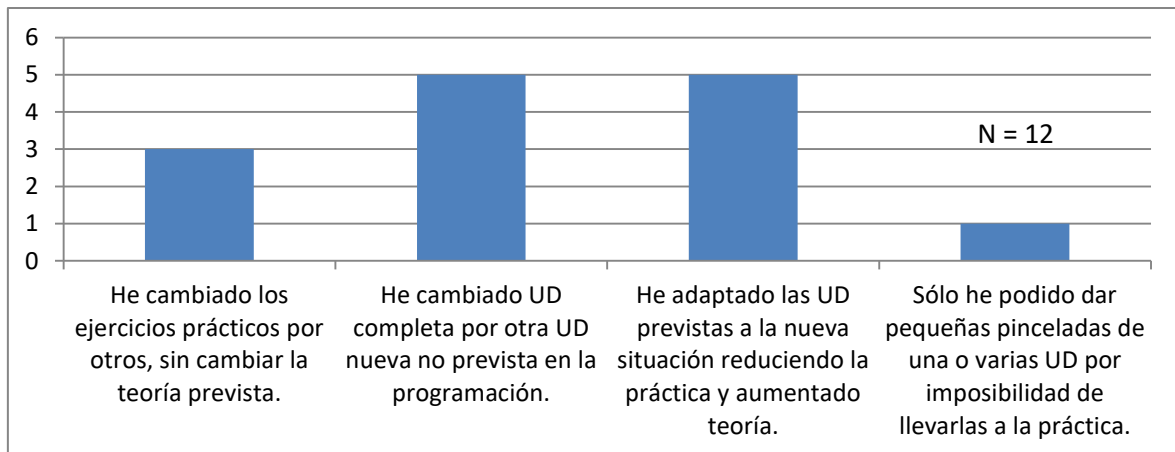 6
5
4
3
2
1
0
N = 12
He cambiado los
ejercicios prácticos por
otros, sin cambiar la
teoría prevista.
He cambiado UD
completa por otra UD
nueva no prevista en la
programación.
He adaptado las UD
previstas a la nueva
situación reduciendo la
práctica y aumentado
teoría.
Sólo he podido dar
pequeñas pinceladas de
una o varias UD por
imposibilidad de
llevarlas a la práctica.